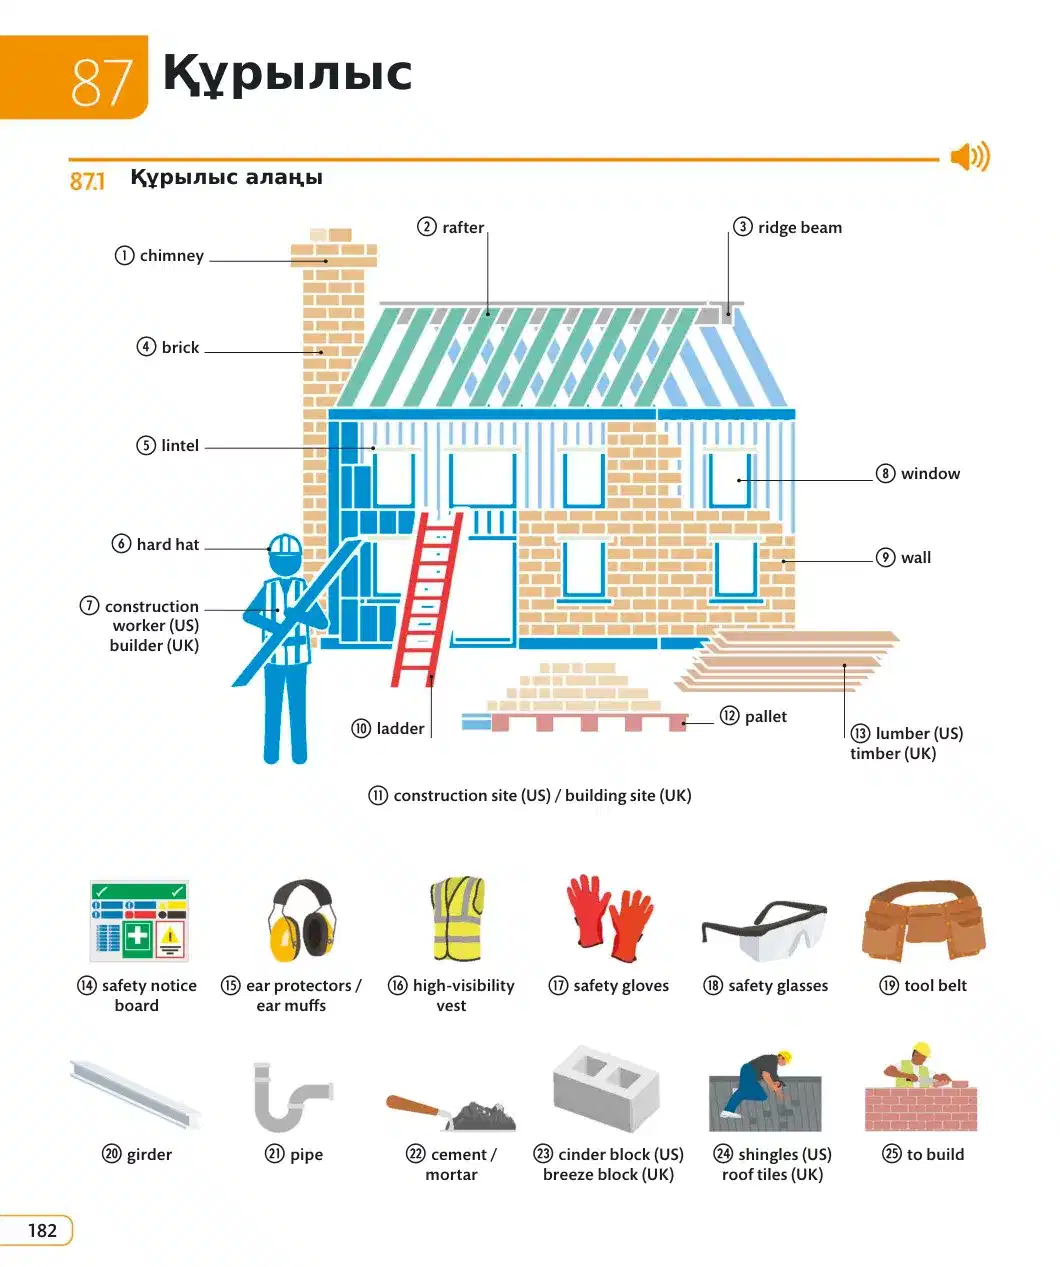 87 Құрылыс
87.1 Құрылыс алаңы
② rafter
③ ridge beam
① chimney
④ brick
⑤ lintel
⑧ window
⑥ hard hat
⑨ wall
⑦ construction
worker (US)
builder (UK)
⑫ pallet
⑩ ladder
⑬ lumber (US)
timber (UK)
⑪ construction site (US) / building site (UK)
⑭ safety notice
board
⑮ ear protectors /
ear muffs
⑯ high-visibility
vest
⑰ safety gloves
⑱ safety glasses
⑲ tool belt
⑳ girder
㉑ pipe
㉒ cement /
mortar
㉓ cinder block (US)
breeze block (UK)
㉔ shingles (US)
roof tiles (UK)
㉕ to build
182